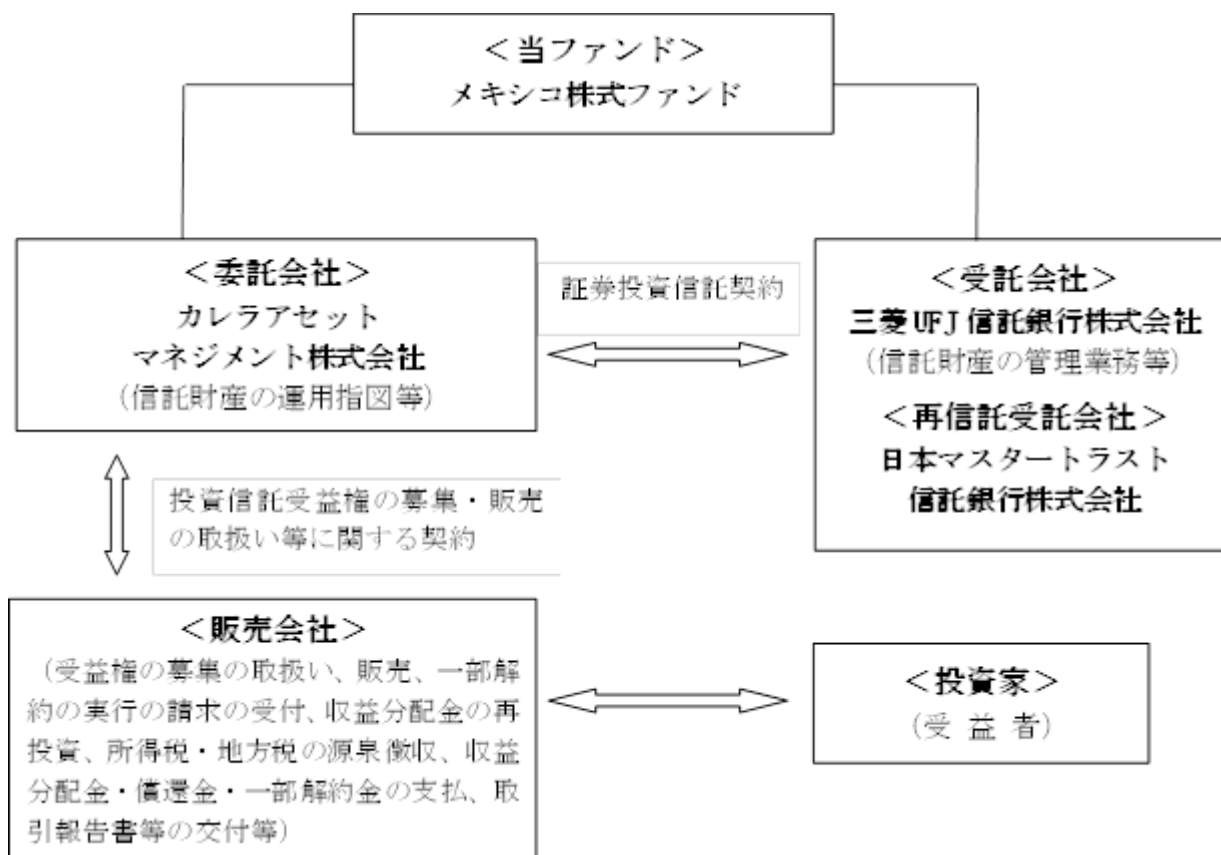 ＜当ファンド＞
メキシコ株式ファンド
＜委託会社＞
カレラアセット
マネジメント株式会社
（信託財産の運用指図等）
証券投資信託契約
＜受託会社＞
三菱UFJ信託銀行株式会社
（信託財産の管理業務等）
＜再信託受託会社＞
日本マスタートラスト
信託銀行株式会社
投資信託受益権の募集・販売
の取扱い等に関する契約
＜販売会社＞
（受益権の募集の取扱い、販売、一部解
約の実行の請求の受付、収益分配金の再
投資、所得税・地方税の源泉徴収、収益
分配金・償還金・一部解約金の支払、取
引報告書等の交付等）
＜投資家＞
（受 益 者）